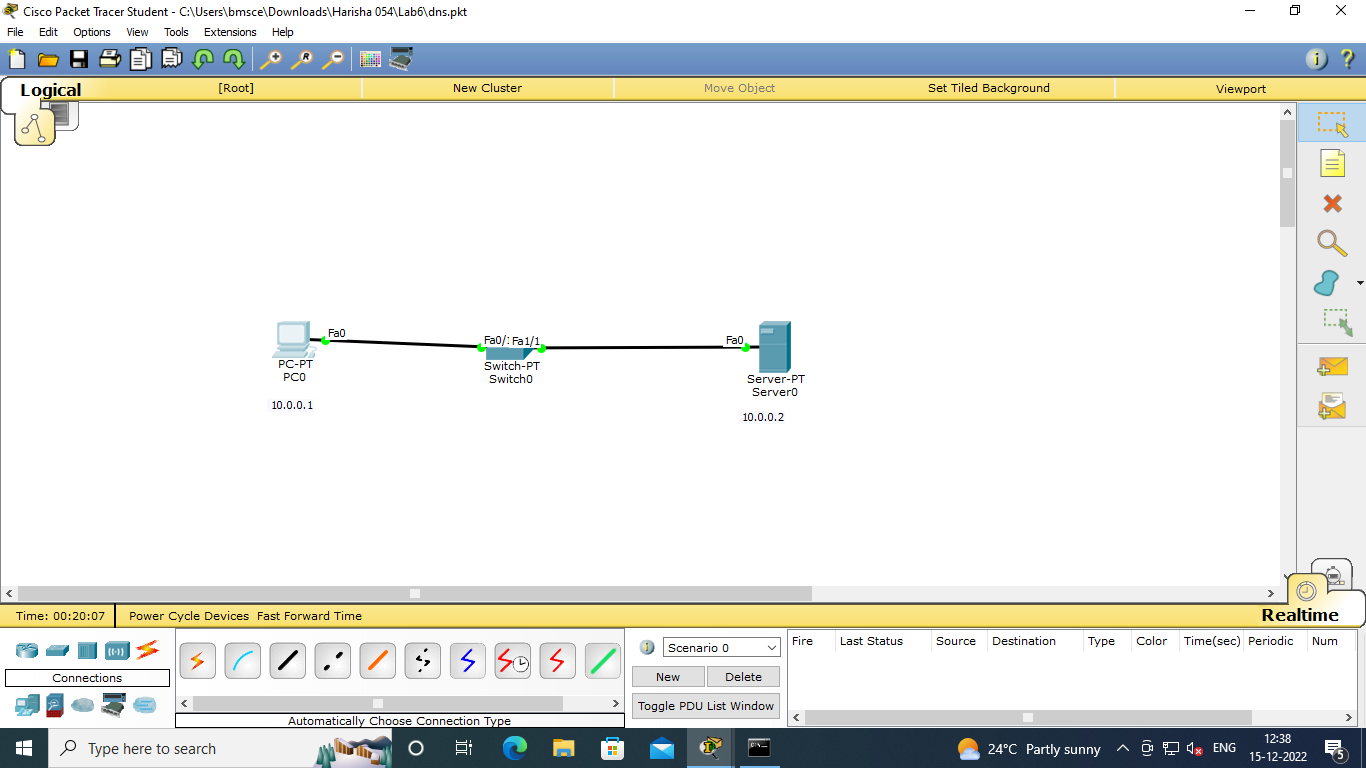 Cisco Packet Tracer Student - C:\Users\bmsce\Downloads\Harisha 054\Lab6\dns.pkt
File Edit Options View Tools Extensions Help
Logical [Root] New Cluster Move Object Set Tiled Background Viewport
Fa0 Fa0/ Fa1/1 Fa0
PC-PT
PC0
Switch-PT
Switch0
Server-PT
Server0
10.0.0.1
10.0.0.2
Time: 00:20:07 Power Cycle Devices Fast Forward Time Realtime
Connections
Automatically Choose Connection Type
Scenario 0
New Delete
Toggle PDU List Window
Fire Last Status Source Destination Type Color Time(sec) Periodic Num
Type here to search
24°C Partly sunny
ENG
12:38
15-12-2022
5